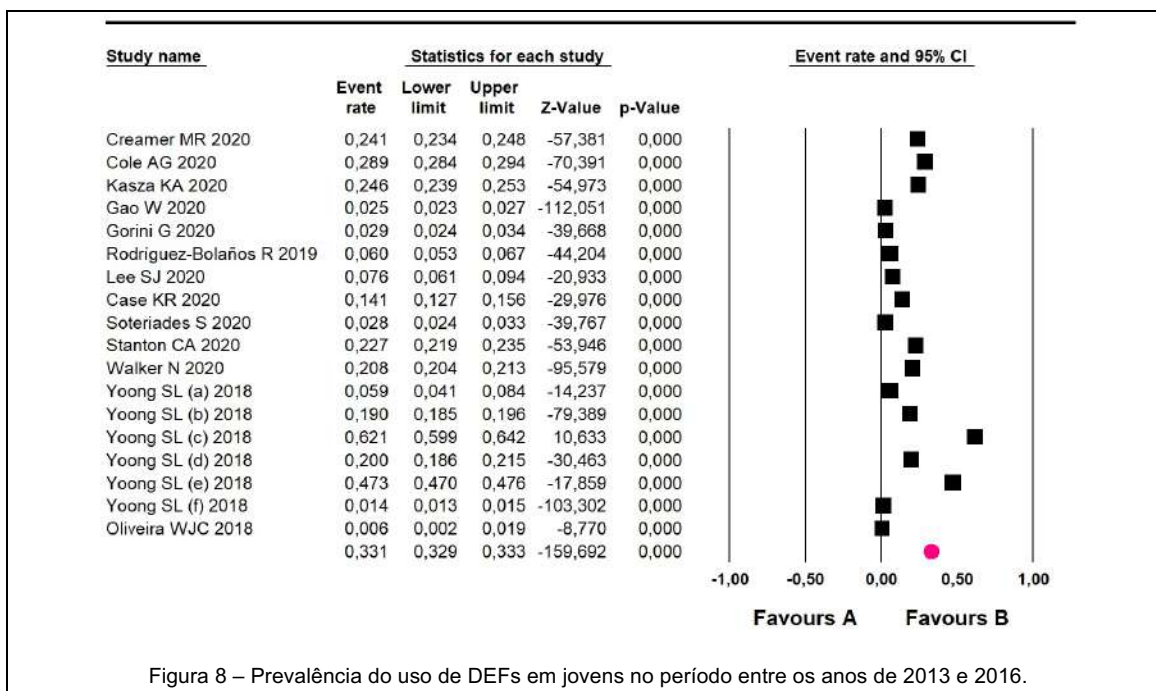 Study name Statistics for each study Event rate and 95% CI
Event Lower Upper
rate limit limit Z-Value p-Value
Creamer MR 2020 0,241 0,234 0,248 -57,381 0,000
Cole AG 2020 0,289 0,284 0,294 -70,391 0,000
Kasza KA 2020 0,246 0,239 0,253 -54,973 0,000
Gao W 2020 0,025 0,023 0,027 -112,051 0,000
Gorini G 2020 0,029 0,024 0,034 -39,668 0,000
Rodriguez-Bolaños R 2019 0,060 0,053 0,067 -44,204 0,000
Lee SJ 2020 0,076 0,061 0,094 -20,933 0,000
Case KR 2020 0,141 0,127 0,156 -29,976 0,000
Soteriades S 2020 0,028 0,024 0,033 -39,767 0,000
Stanton CA 2020 0,227 0,219 0,235 -53,946 0,000
Walker N 2020 0,208 0,204 0,213 -95,579 0,000
Yoong SL (a) 2018 0,059 0,041 0,084 -14,237 0,000
Yoong SL (b) 2018 0,190 0,185 0,196 -79,389 0,000
Yoong SL (c) 2018 0,621 0,599 0,642 10,633 0,000
Yoong SL (d) 2018 0,200 0,186 0,215 -30,463 0,000
Yoong SL (e) 2018 0,473 0,470 0,476 -17,859 0,000
Yoong SL (f) 2018 0,014 0,013 0,015 -103,302 0,000
Oliveira WJC 2018 0,006 0,002 0,019 -8,770 0,000
0,331 0,329 0,333 -159,692 0,000
-1,00 -0,50 0,00 0,50 1,00
Favours A Favours B
Figura 8 – Prevalência do uso de DEFs em jovens no período entre os anos de 2013 e 2016.